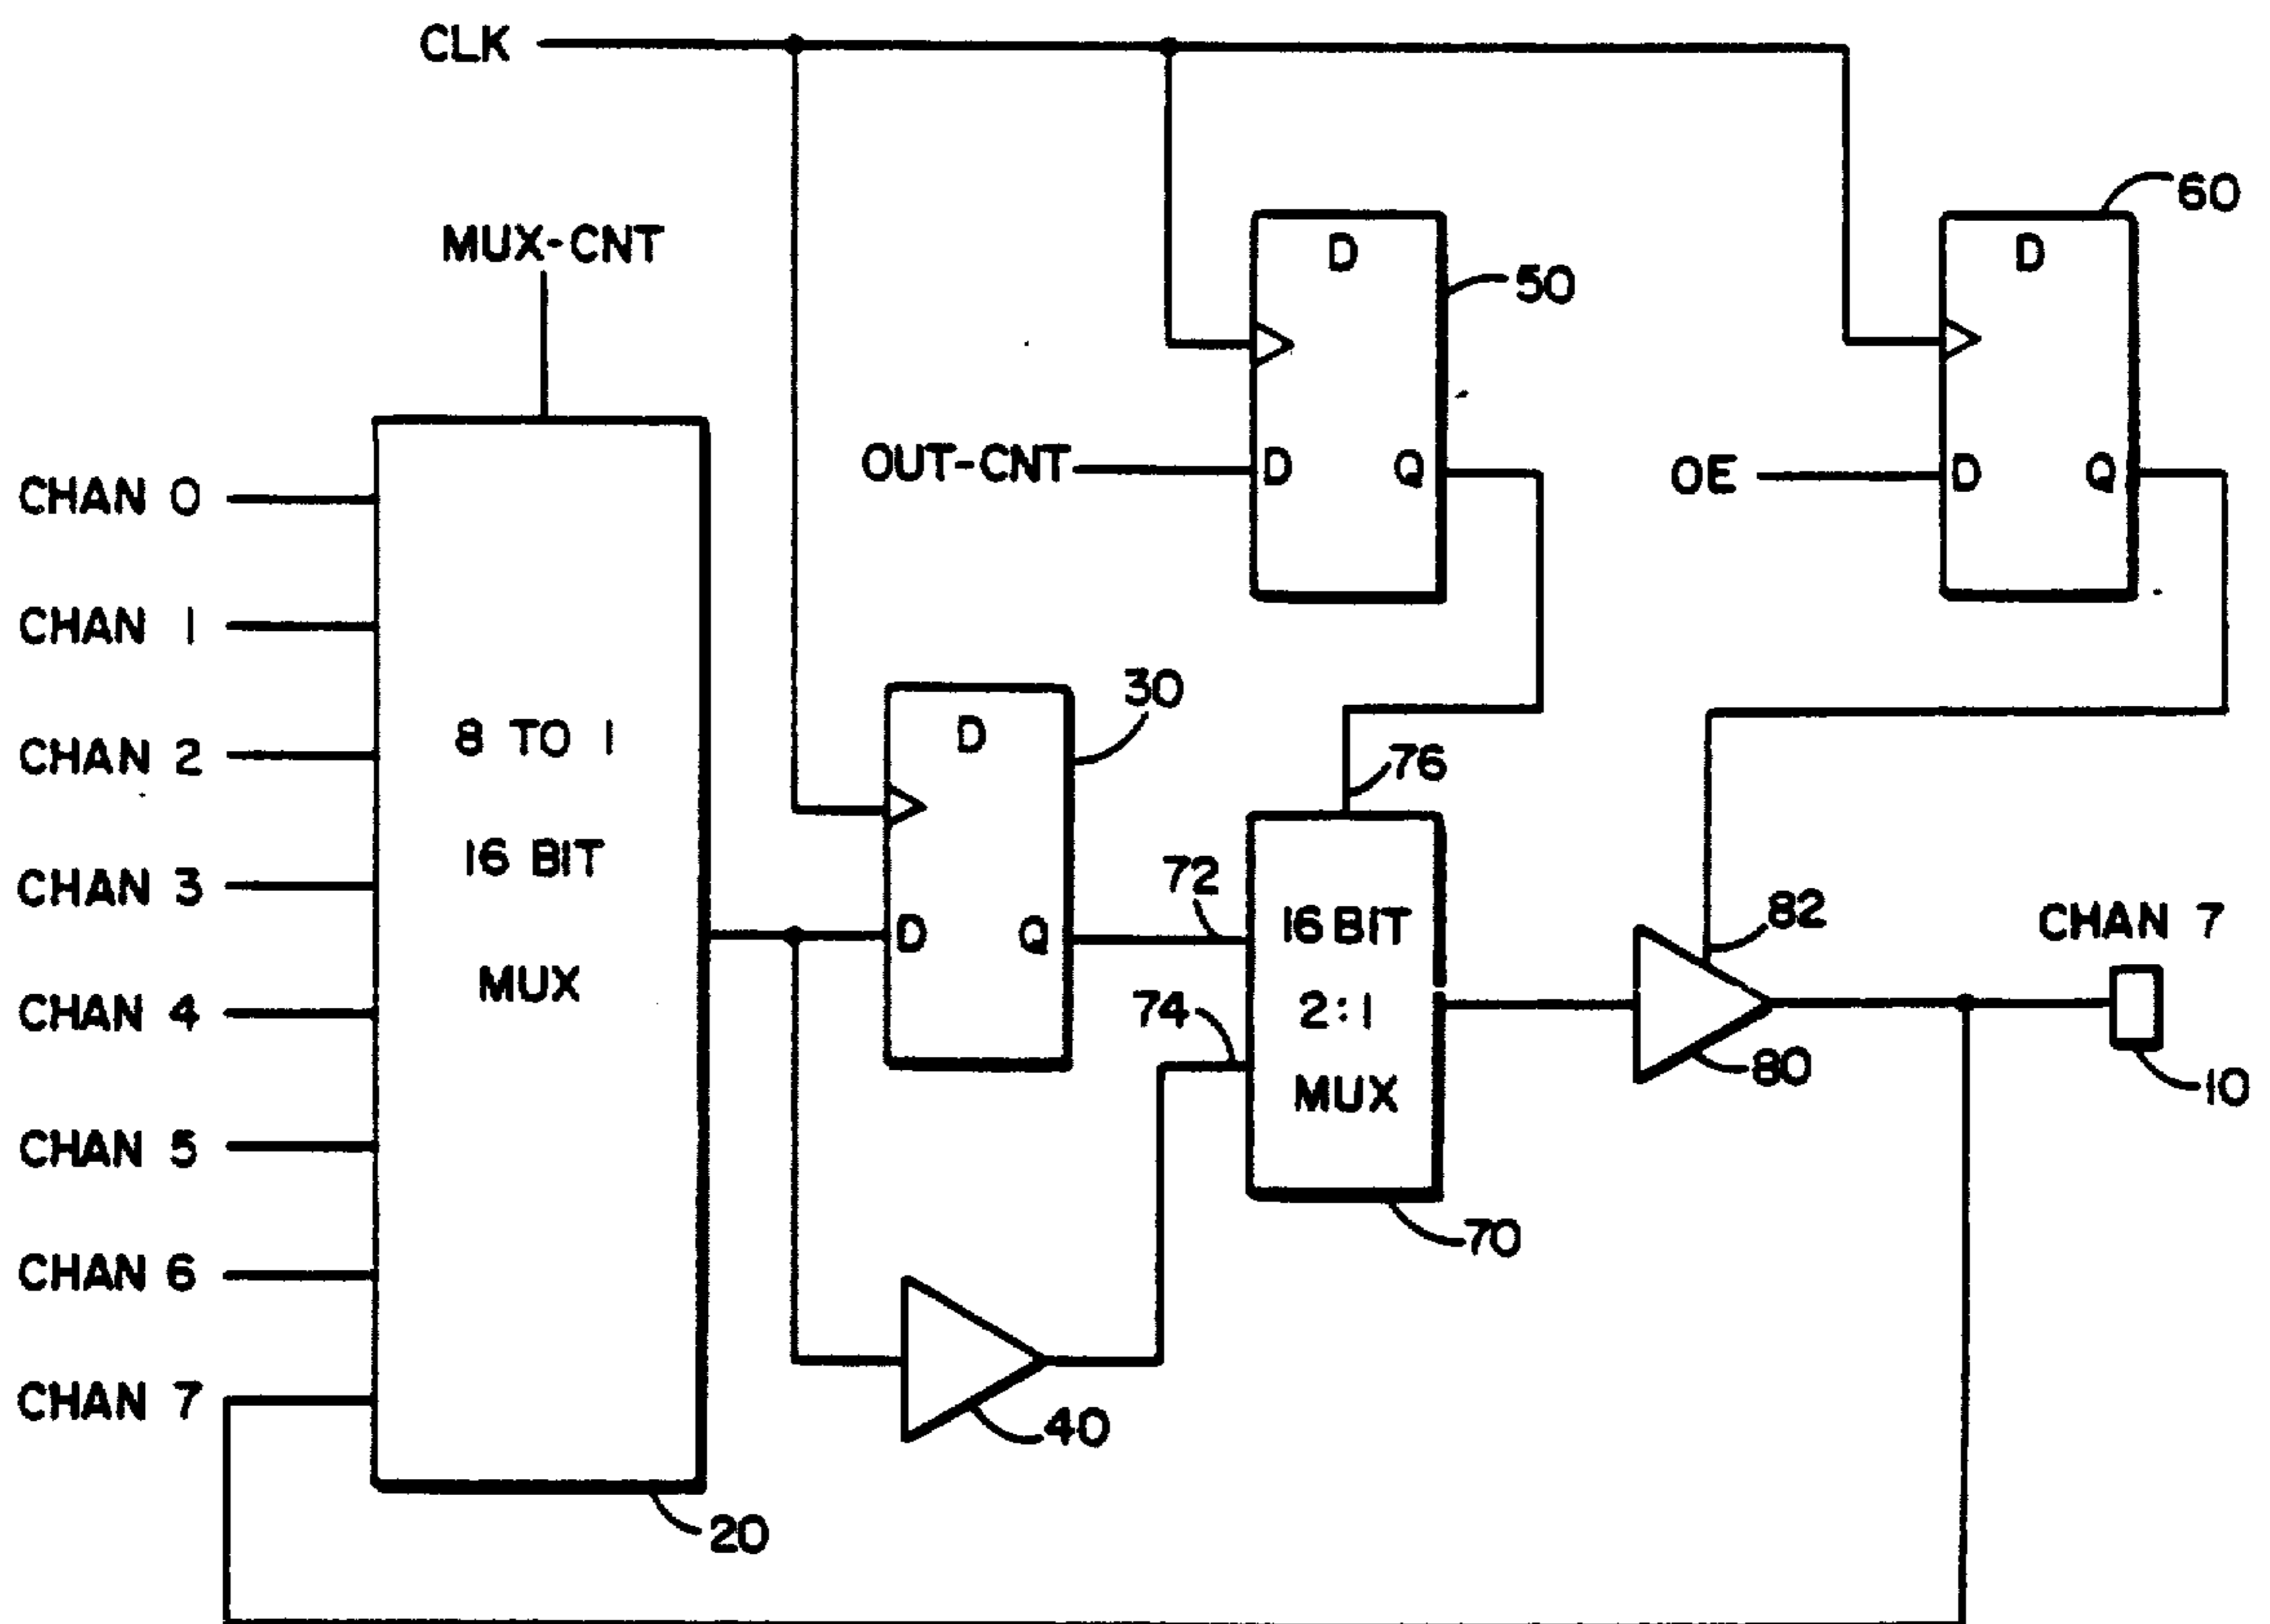 CLK
60
MUX-CNT
D
D
50
OUT-CNT
D
Q
OE
D
Q
CHAN 0
CHAN 1
30
CHAN 2
8 TO 1
D
76
16 BIT
72
CHAN 3
MUX
D
Q
16 BIT
82
CHAN 7
CHAN 4
74
2:1
MUX
80
10
CHAN 5
70
CHAN 6
CHAN 7
40
20